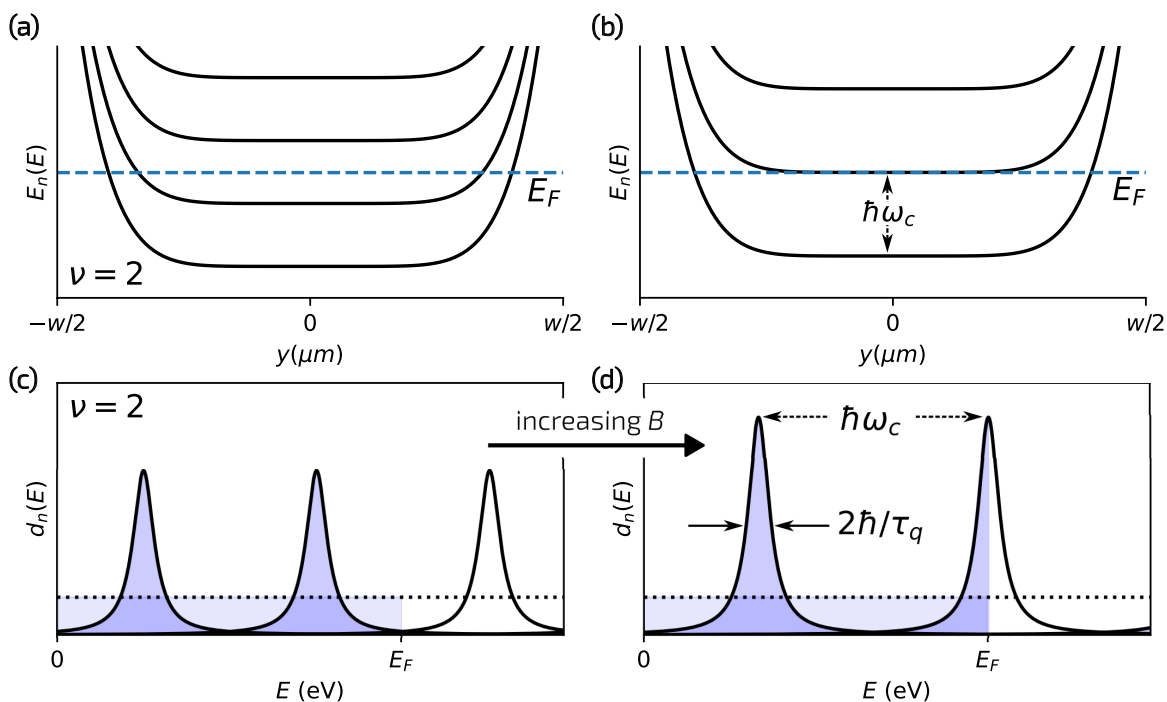 (a)
E_n(E)
E_F
ν = 2
−w/2
0
w/2
y(μm)
(b)
E_n(E)
ħω_c
E_F
−w/2
0
w/2
y(μm)
(c)
ν = 2
d_n(E)
0
E_F
E (eV)
increasing B
(d)
ħω_c
d_n(E)
2ħ/τ_q
0
E_F
E (eV)